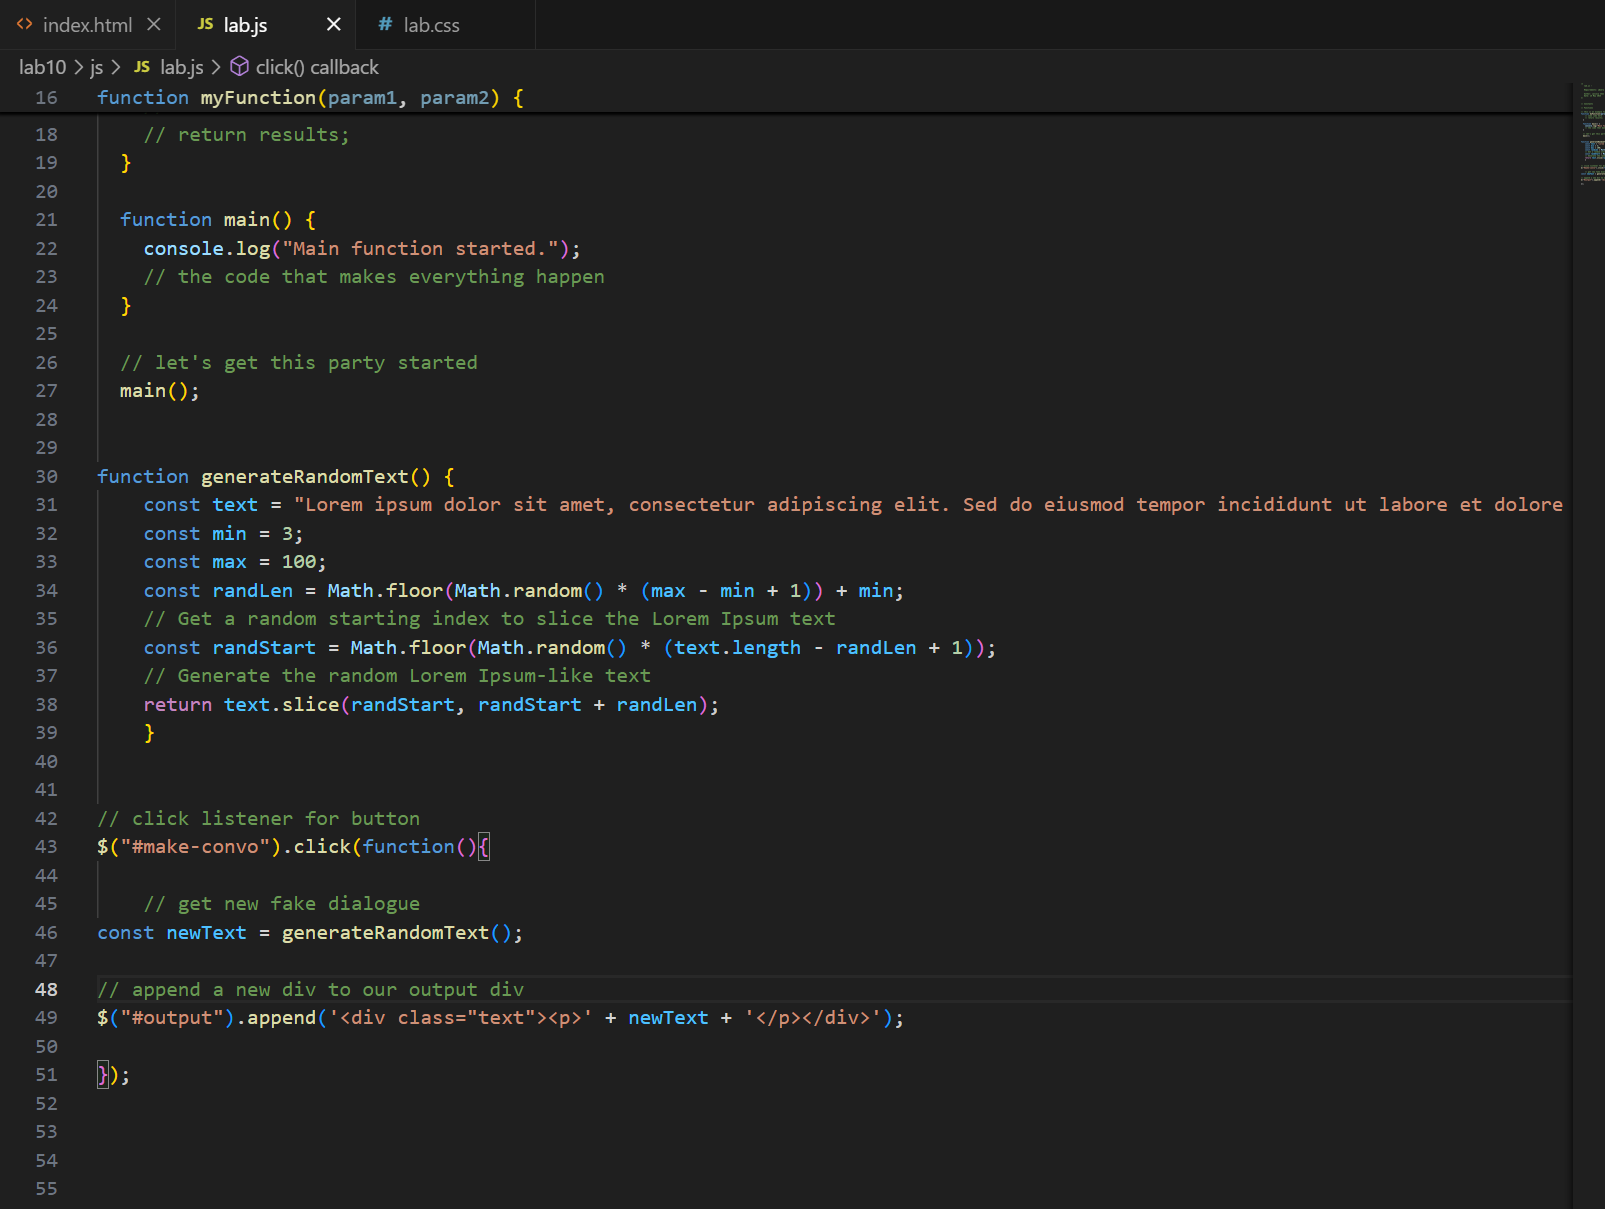 <> index.html × JS lab.js × # lab.css
lab10 > js > JS lab.js > click() callback
16 function myFunction(param1, param2) {
18 // return results;
19 }
20
21 function main() {
22 console.log("Main function started.");
23 // the code that makes everything happen
24 }
25
26 // let's get this party started
27 main();
28
29
30 function generateRandomText() {
31 const text = "Lorem ipsum dolor sit amet, consectetur adipiscing elit. Sed do eiusmod tempor incididunt ut labore et dolore
32 const min = 3;
33 const max = 100;
34 const randLen = Math.floor(Math.random() * (max - min + 1)) + min;
35 // Get a random starting index to slice the Lorem Ipsum text
36 const randStart = Math.floor(Math.random() * (text.length - randLen + 1));
37 // Generate the random Lorem Ipsum-like text
38 return text.slice(randStart, randStart + randLen);
39 }
40
41
42 // click listener for button
43 $("#make-convo").click(function(){
44
45 // get new fake dialogue
46 const newText = generateRandomText();
47
48 // append a new div to our output div
49 $("#output").append('<div class="text"><p>' + newText + '</p></div>');
50
51 });
52
53
54
55